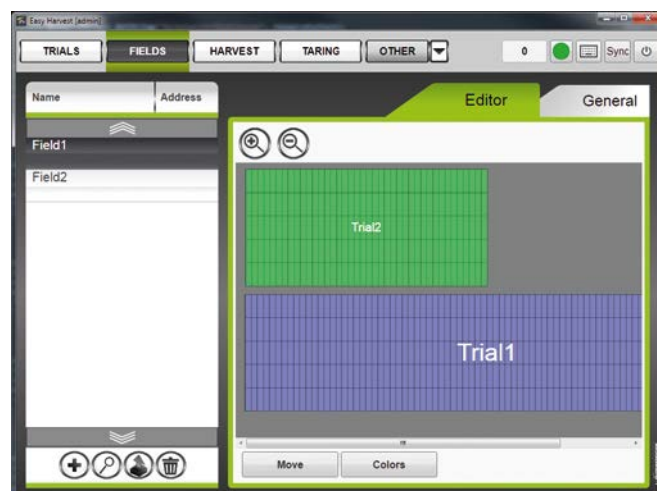 Easy Harvest [admin]
TRIALS FIELDS HARVEST TARING OTHER 0 Sync
Name Address Editor General
Field1
Field2
Trial2
Trial1
Move Colors